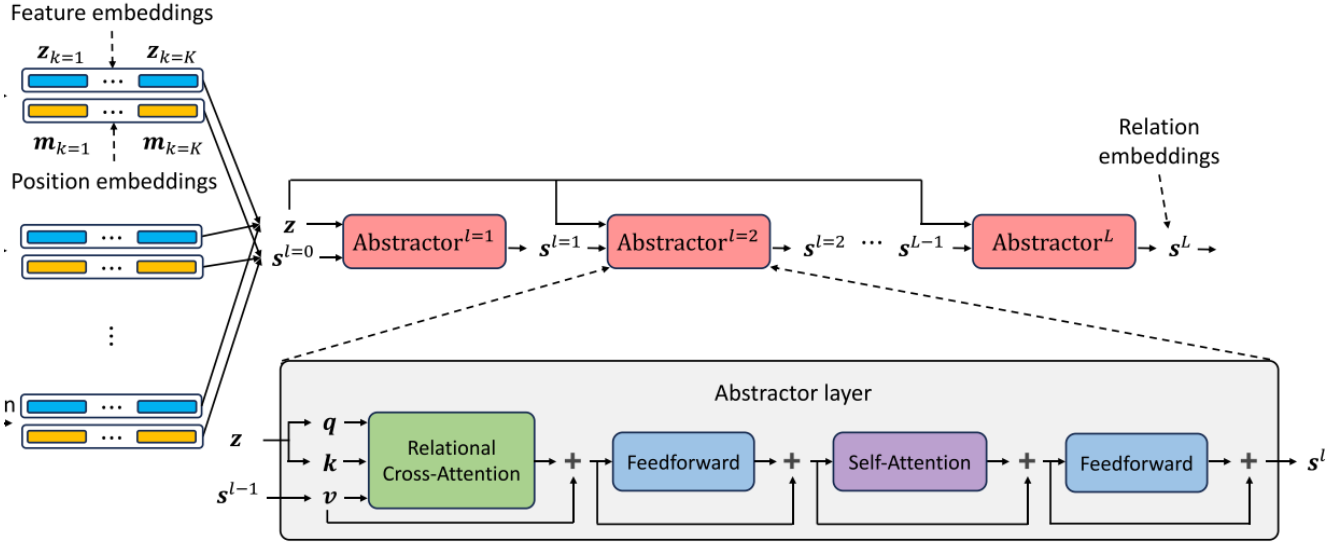 Feature embeddings
z_{k=1} z_{k=K}
...
...
m_{k=1} m_{k=K}
Position embeddings
Relation
embeddings
z
s^{l=0}
Abstractor^{l=1}
s^{l=1}
Abstractor^{l=2}
s^{l=2} ... s^{L−1}
Abstractor^{L}
s^{L}
...
...
⋮
n
...
...
Abstractor layer
z
s^{l−1}
q
k
v
Relational
Cross-Attention
+
Feedforward
+
Self-Attention
+
Feedforward
+
s^{l}